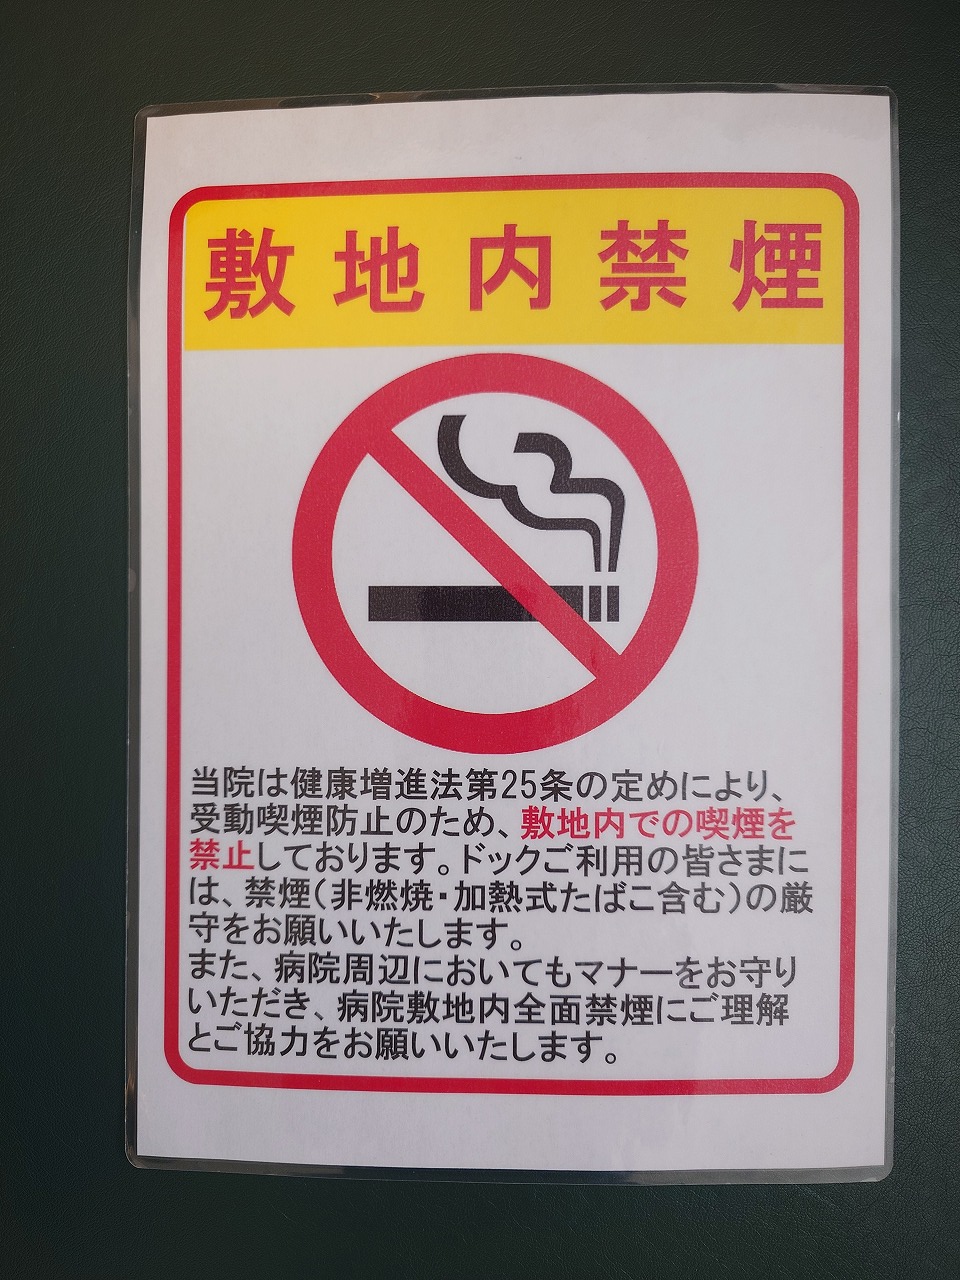 敷地内禁煙
当院は健康増進法第25条の定めにより、
受動喫煙防止のため、敷地内での喫煙を
禁止しております。ドックご利用の皆さまに
は、禁煙(非燃焼・加熱式たばこ含む)の厳
守をお願いいたします。
また、病院周辺においてもマナーをお守り
いただき、病院敷地内全面禁煙にご理解
とご協力をお願いいたします。